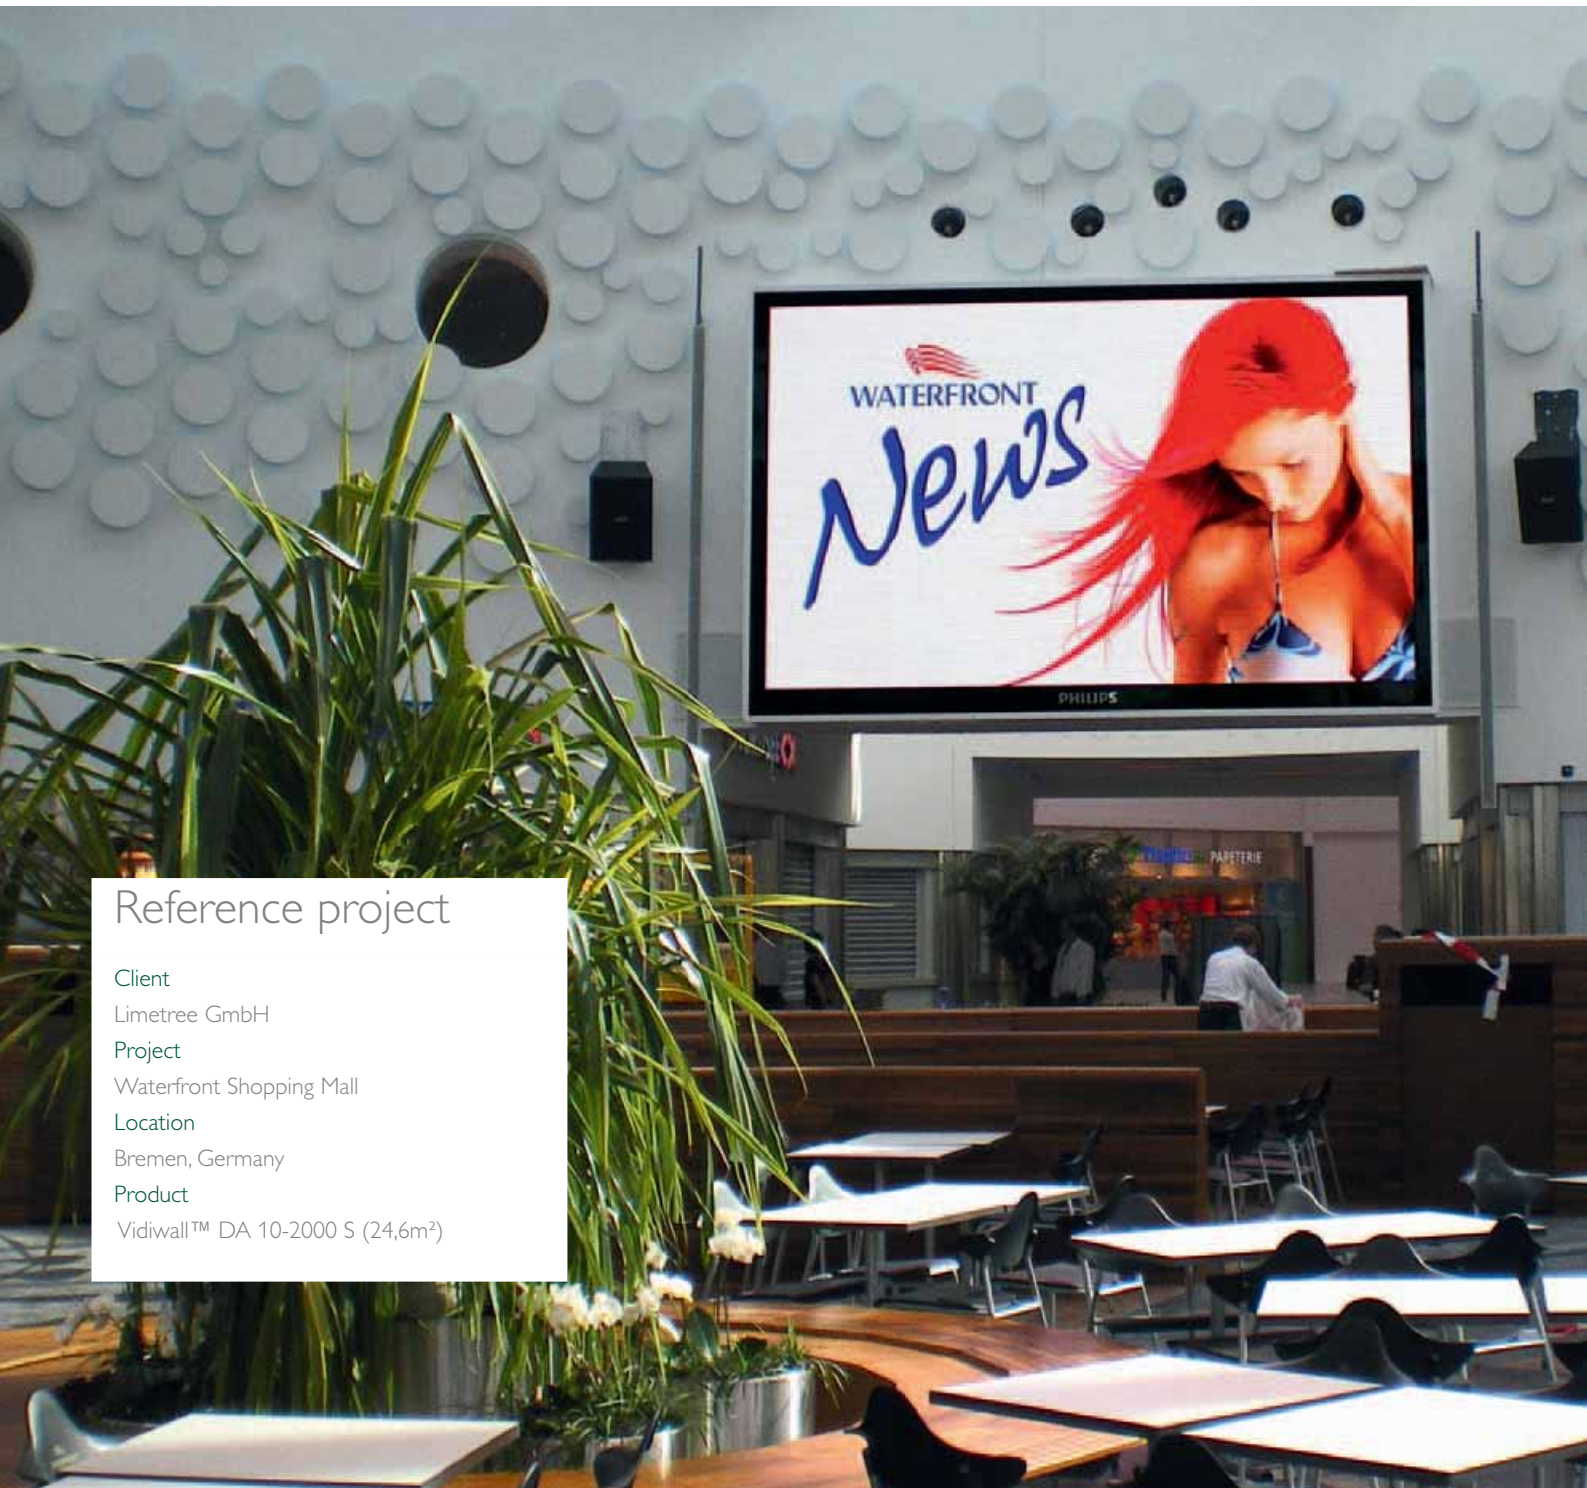 WATERFRONT
News
PHILIPS
PAPETERIE
Reference project
Client
Limetree GmbH
Project
Waterfront Shopping Mall
Location
Bremen, Germany
Product
Vidiwall™ DA 10-2000 S (24,6m²)